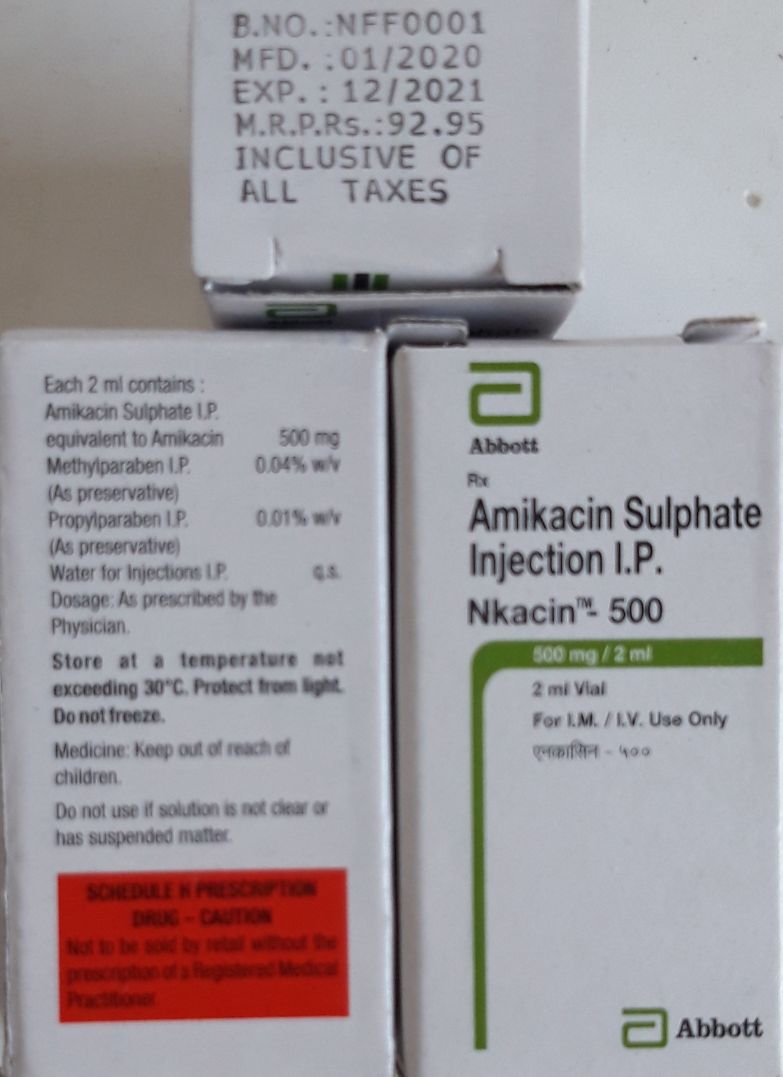 B.NO.:NFF0001
MFD. :01/2020
EXP. : 12/2021
M.R.P.Rs.:92.95
INCLUSIVE OF
ALL TAXES
Each 2 ml contains :
Amikacin Sulphate I.P.
equivalent to Amikacin 500 mg
Methylparaben I.P. 0.04% w/v
(As preservative)
Propylparaben I.P. 0.01% w/v
(As preservative)
Water for Injections I.P. q.s.
Dosage: As prescribed by the
Physician.
Store at a temperature not
exceeding 30°C. Protect from light.
Do not freeze.
Medicine: Keep out of reach of
children.
Do not use if solution is not clear or
has suspended matter.
SCHEDULE H PRESCRIPTION
DRUG – CAUTION
Not to be sold by retail without the
prescription of a Registered Medical
Practitioner.
Abbott
Rx
Amikacin Sulphate
Injection I.P.
Nkacin™- 500
500 mg / 2 ml
2 ml Vial
For I.M. / I.V. Use Only
एनकासिन - ५००
Abbott